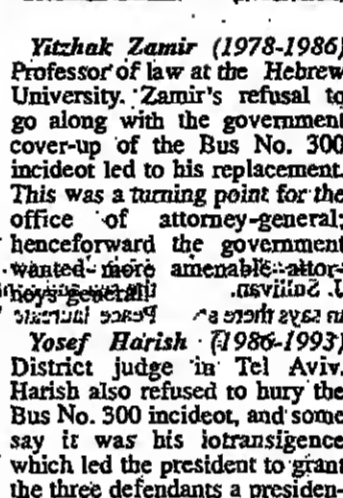 Yitzhak Zamir (1978-1986)
Professor of law at the Hebrew
University. Zamir's refusal to
go along with the government
cover-up of the Bus No. 300
incideot led to his replacement.
This was a turning point for the
office of attorney-general;
henceforward the government
wanted more amenable attor-
neys-general.
Yosef Harish (1986-1993)
District judge in Tel Aviv.
Harish also refused to bury the
Bus No. 300 incideot, and some
say it was his iotransigence
which led the president to grant
the three defendants a presiden-